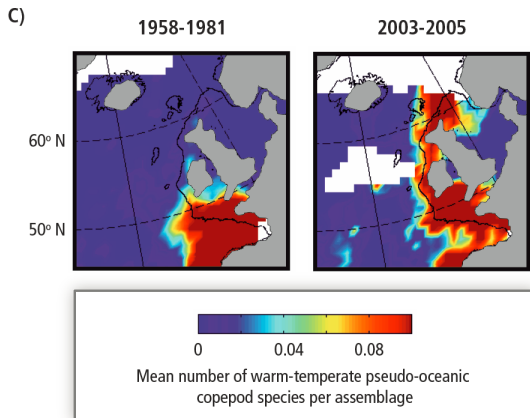 C)
1958-1981
2003-2005
60° N
50° N
0
0.04
0.08
Mean number of warm-temperate pseudo-oceanic
copepod species per assemblage